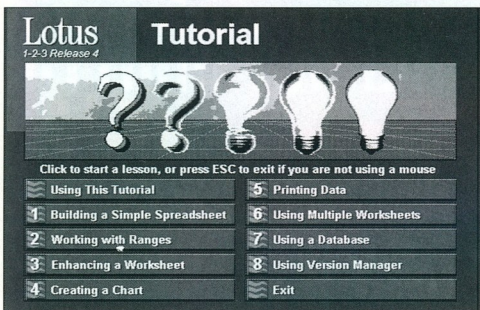 Lotus
1-2-3 Release 4
Tutorial
Click to start a lesson, or press ESC to exit if you are not using a mouse
Using This Tutorial
1 Building a Simple Spreadsheet
2 Working with Ranges
3 Enhancing a Worksheet
4 Creating a Chart
5 Printing Data
6 Using Multiple Worksheets
7 Using a Database
8 Using Version Manager
Exit